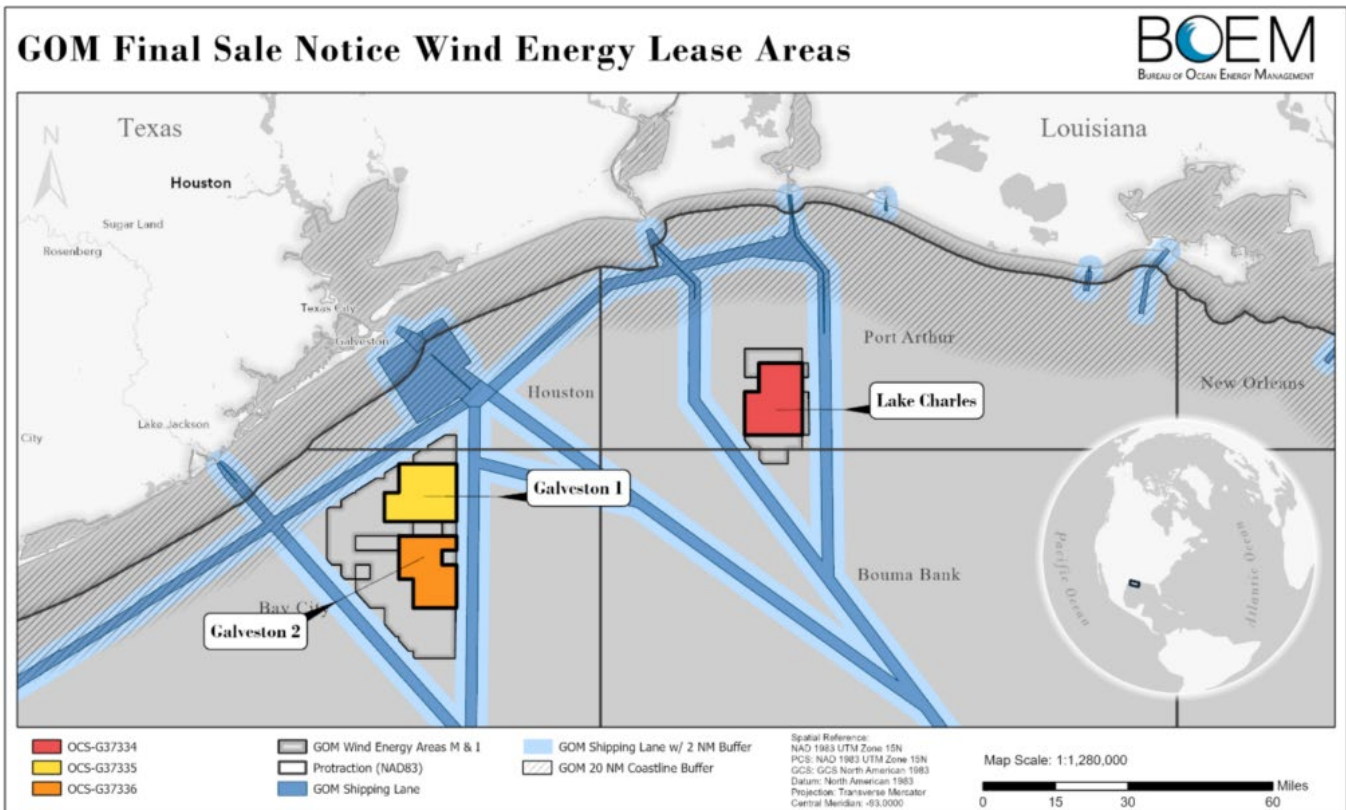 GOM Final Sale Notice Wind Energy Lease Areas
BOEM
BUREAU OF OCEAN ENERGY MANAGEMENT
N
Texas
Louisiana
Houston
Sugar Land
Rosenberg
Texas City
Galveston
Port Arthur
Houston
New Orleans
Lake Charles
Lake Jackson
City
Galveston 1
Pacific Ocean
Atlantic Ocean
Bouma Bank
Bay City
Galveston 2
OCS-G37334
OCS-G37335
OCS-G37336
GOM Wind Energy Areas M & I
Protraction (NAD83)
GOM Shipping Lane
GOM Shipping Lane w/ 2 NM Buffer
GOM 20 NM Coastline Buffer
Spatial Reference:
NAD 1983 UTM Zone 15N
PCS: NAD 1983 UTM Zone 15N
GCS: GCS North American 1983
Datum: North American 1983
Projection: Transverse Mercator
Central Meridian: -93.0000
Map Scale: 1:1,280,000
Miles
0 15 30 60